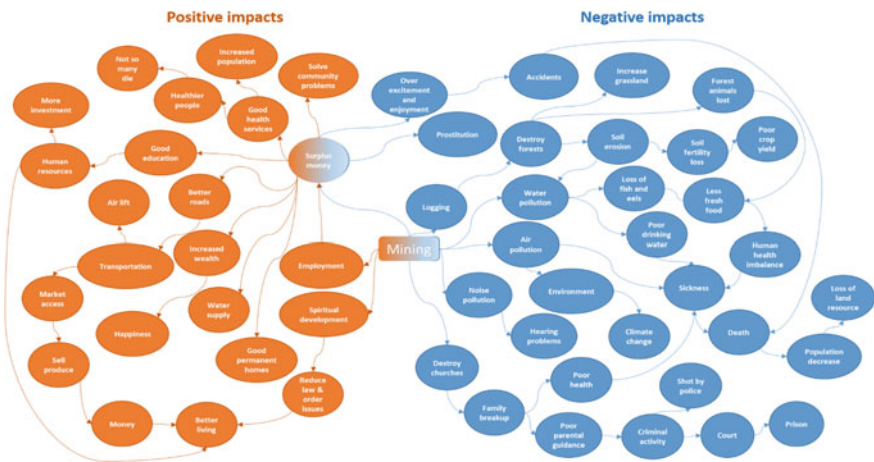 Positive impacts
Negative impacts
Not so
many
die
Increased
population
Solve
community
problems
More
investment
Healthier
people
Good
health
services
Human
resources
Good
education
Surplus
money
Air lift
Better
roads
Transportation
Increased
wealth
Employment
Market
access
Happiness
Water
supply
Spiritual
development
Sell
produce
Good
permanent
homes
Reduce
law &
order
issues
Money
Better
living
Mining
Over
excitement
and
enjoyment
Accidents
Increase
grassland
Forest
animals
lost
Prostitution
Destroy
forests
Soil
erosion
Soil
fertility
loss
Poor
crop
yield
Logging
Water
pollution
Loss of
fish and
eels
Less
fresh
food
Poor
drinking
water
Air
pollution
Human
health
imbalance
Noise
pollution
Environment
Sickness
Loss of
land
resource
Hearing
problems
Climate
change
Death
Population
decrease
Destroy
churches
Poor
health
Shot by
police
Family
breakup
Poor
parental
guidance
Criminal
activity
Court
Prison